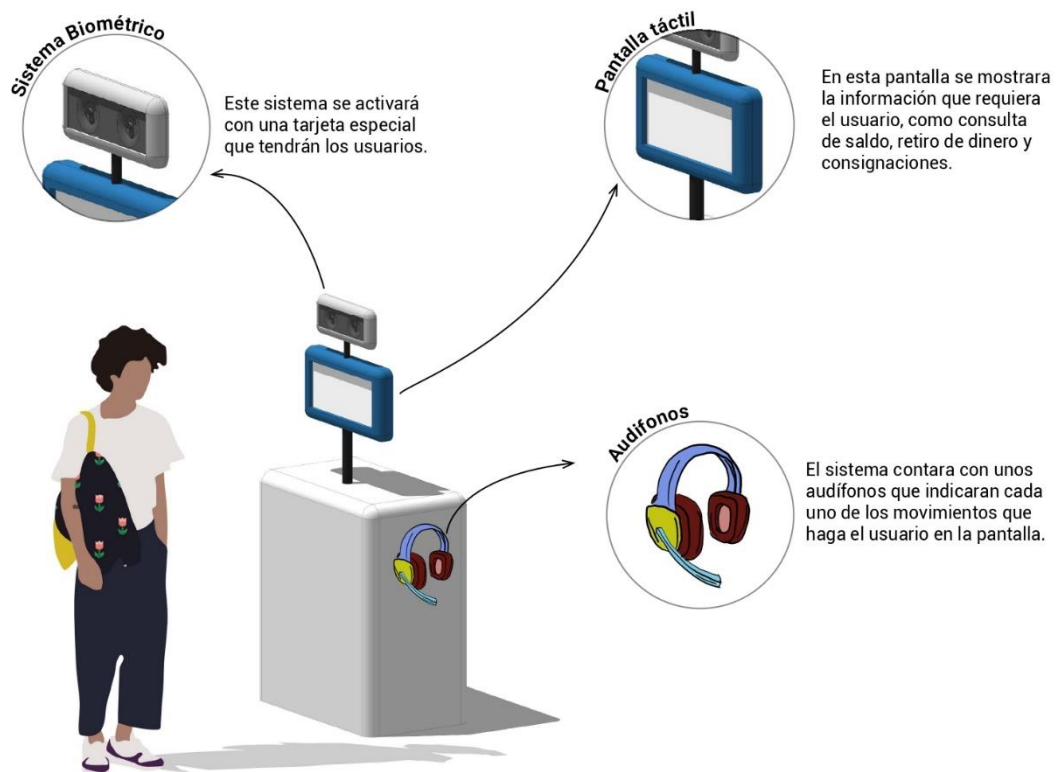 Sistema Biométrico
Este sistema se activará
con una tarjeta especial
que tendrán los usuarios.
Pantalla táctil
En esta pantalla se mostrara
la información que requiera
el usuario, como consulta
de saldo, retiro de dinero y
consignaciones.
Audifonos
El sistema contara con unos
audífonos que indicaran cada
uno de los movimientos que
haga el usuario en la pantalla.